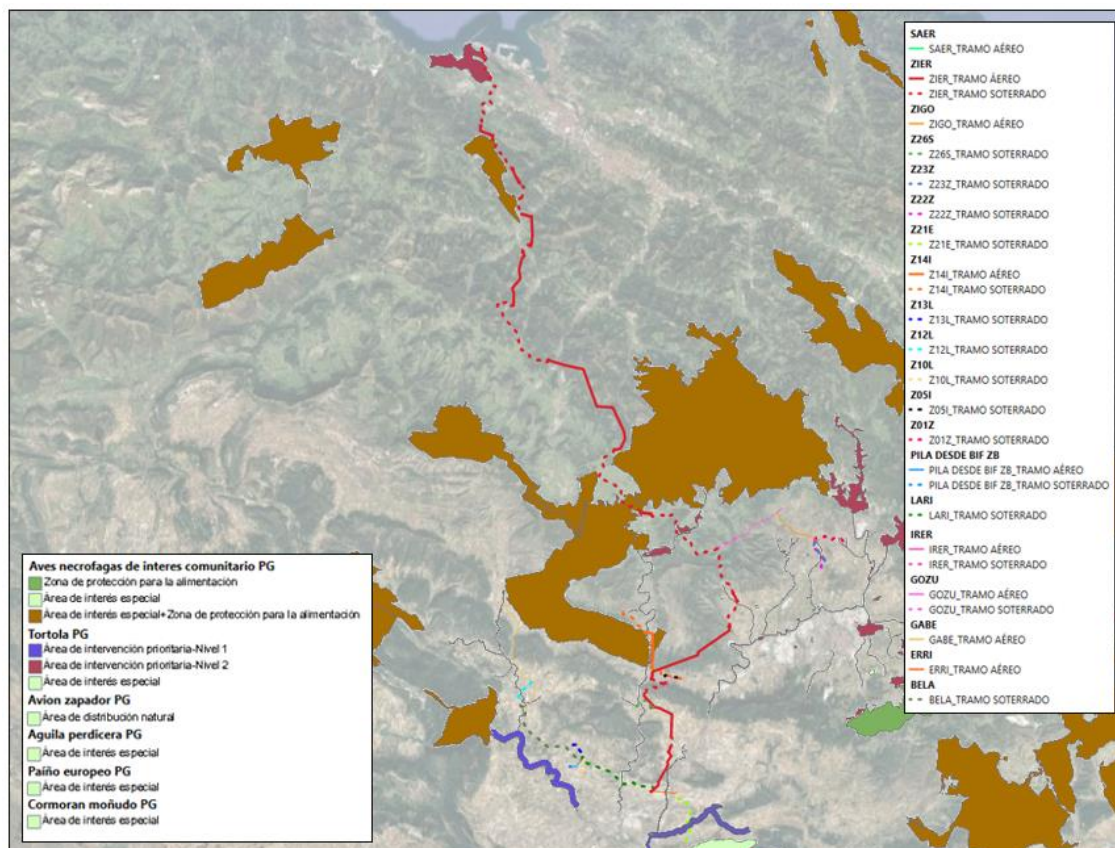 SAER
SAER_TRAMO AÉREO
ZIER
ZIER_TRAMO ÁEREO
ZIER_TRAMO SOTERRADO
ZIGO
ZIGO_TRAMO AÉREO
Z26S
Z26S_TRAMO SOTERRADO
Z23Z
Z23Z_TRAMO SOTERRADO
Z22Z
Z22Z_TRAMO SOTERRADO
Z21E
Z21E_TRAMO SOTERRADO
Z14I
Z14I_TRAMO AÉREO
Z14I_TRAMO SOTERRADO
Z13L
Z13L_TRAMO SOTERRADO
Z12L
Z12L_TRAMO SOTERRADO
Z10L
Z10L_TRAMO SOTERRADO
Z05I
Z05I_TRAMO SOTERRADO
Z01Z
Z01Z_TRAMO SOTERRADO
PILA DESDE BIF ZB
PILA DESDE BIF ZB_TRAMO AÉREO
PILA DESDE BIF ZB_TRAMO SOTERRADO
LARI
LARI_TRAMO SOTERRADO
IRER
IRER_TRAMO AÉREO
IRER_TRAMO SOTERRADO
GOZU
GOZU_TRAMO AÉREO
GOZU_TRAMO SOTERRADO
GABE
GABE_TRAMO AÉREO
ERRI
ERRI_TRAMO AÉREO
BELA
BELA_TRAMO SOTERRADO
Aves necrofagas de interes comunitario PG
Zona de protección para la alimentación
Área de interés especial
Área de interés especial+Zona de protección para la alimentación
Tortola PG
Área de intervención prioritaria-Nivel 1
Área de intervención prioritaria-Nivel 2
Área de interés especial
Avion zapador PG
Área de distribución natural
Aguila perdicera PG
Área de interés especial
Paíño europeo PG
Área de interés especial
Cormoran moñudo PG
Área de interés especial